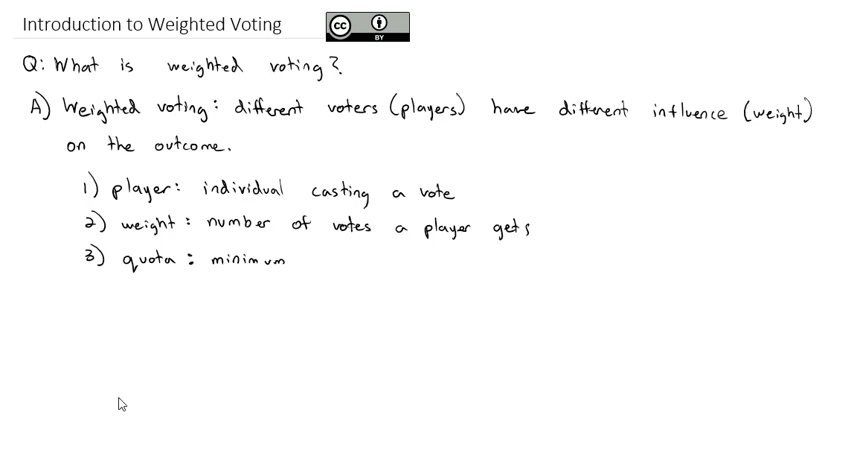 Introduction to Weighted Voting
cc BY
Q: What is weighted voting?
A) Weighted voting: different voters (players) have different influence (weight)
on the outcome.
1) player: individual casting a vote
2) weight: number of votes a player gets
3) quota: minimum